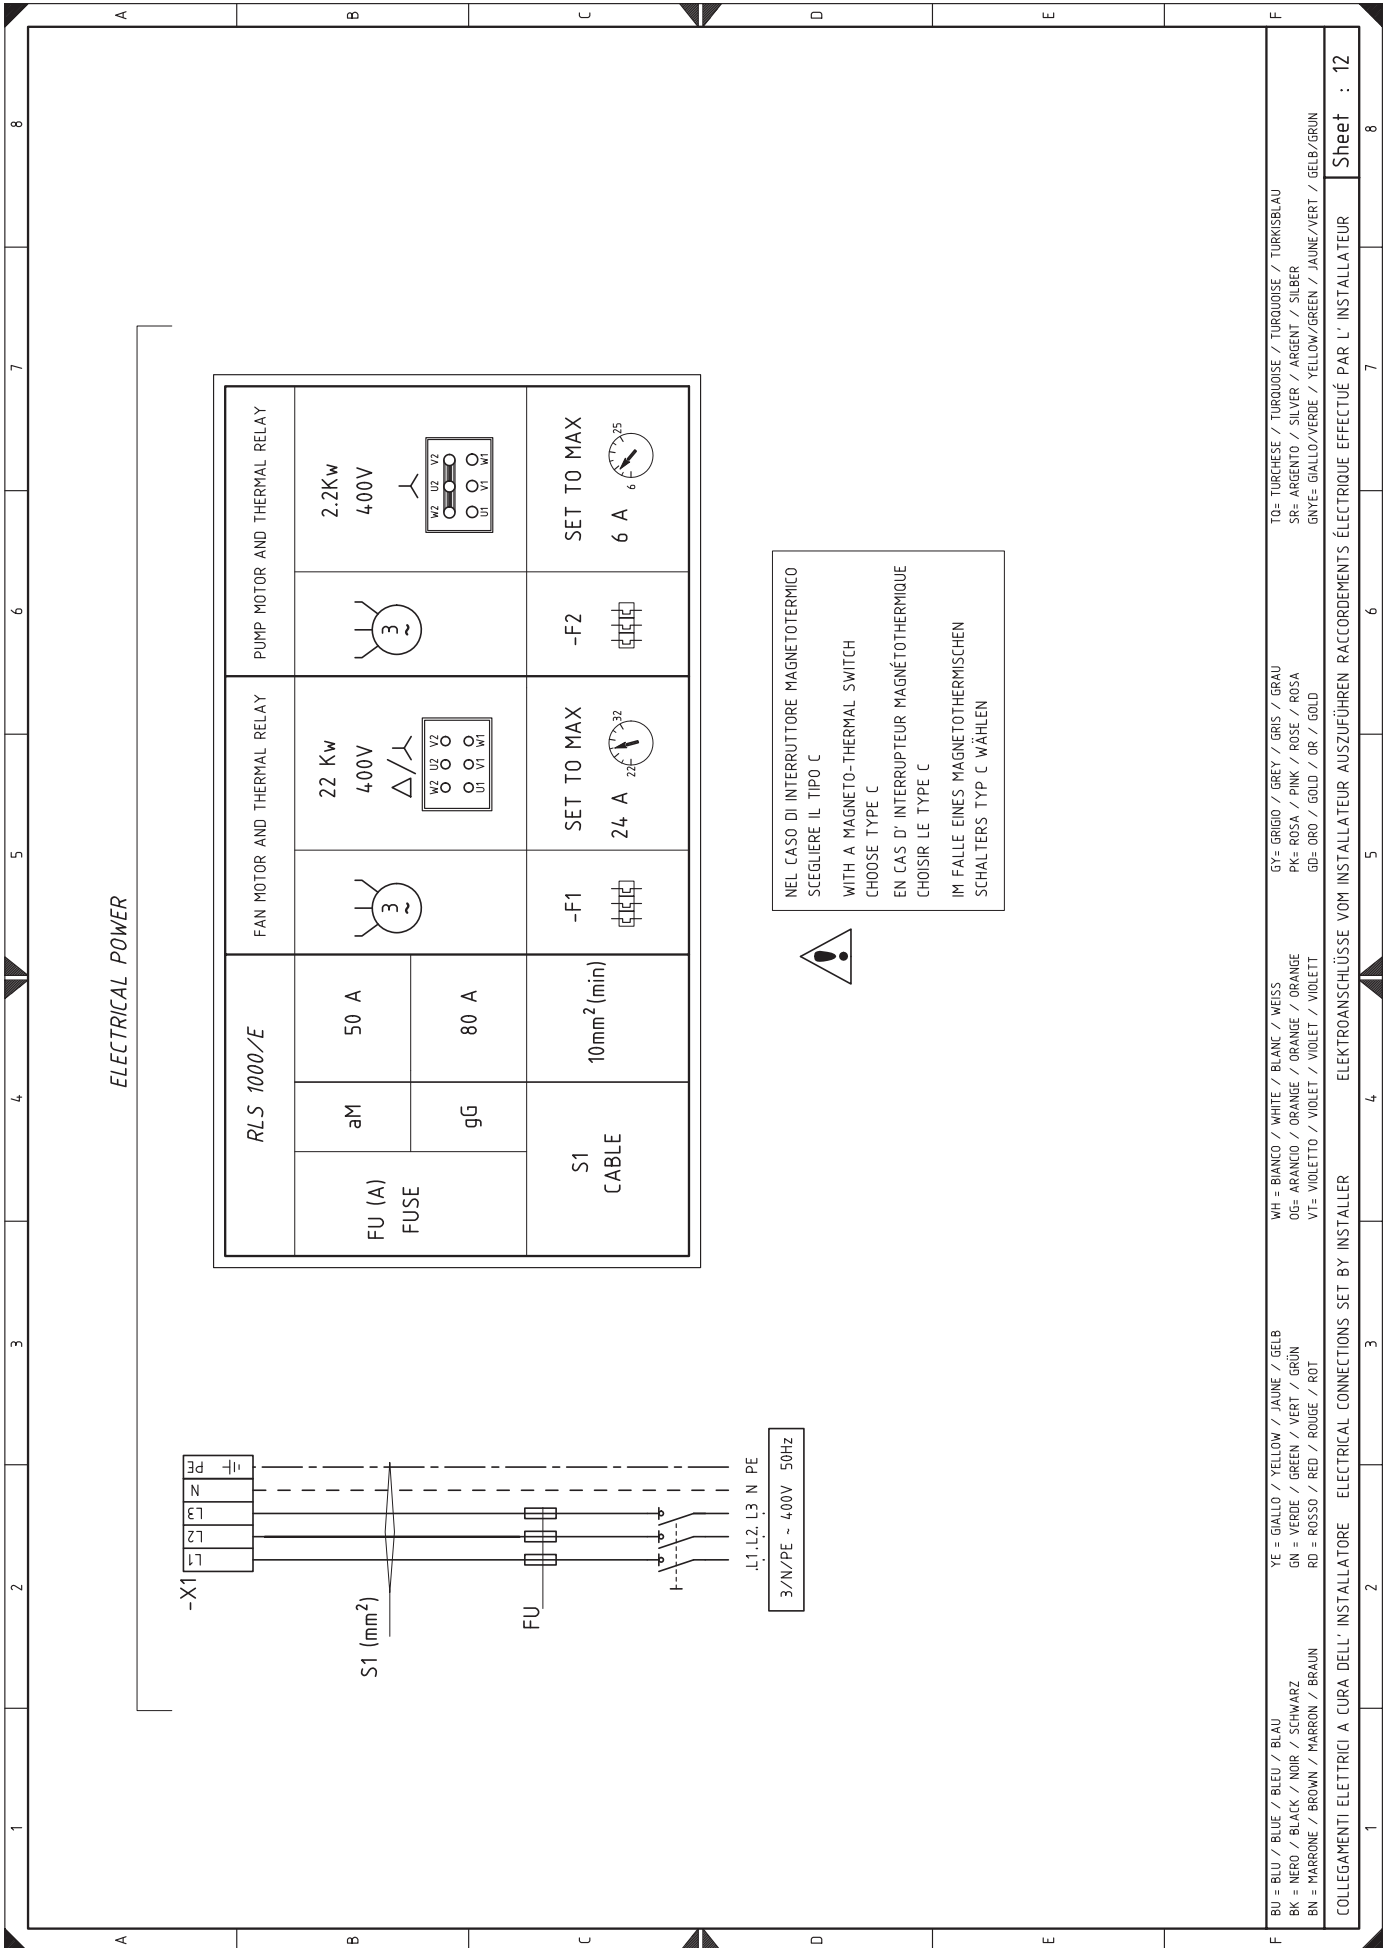 1 2 3 4 5 6 7 8
A
B
C
D
E
F
ELECTRICAL POWER
-X1
L1 L2 L3 N PE
S1 (mm²)
FU
L1. L2. L3 N PE
3/N/PE ~ 400V 50Hz
RLS 1000/E
FU (A)
FUSE
aM
50 A
gG
80 A
S1
CABLE
10mm² (min)
FAN MOTOR AND THERMAL RELAY
3
~
22 Kw
400V
△/Y
W2 U2 V2
U1 V1 W1
-F1
SET TO MAX
24 A
22 32
PUMP MOTOR AND THERMAL RELAY
3
~
2.2Kw
400V
W2 U2 V2
U1 V1 W1
-F2
SET TO MAX
6 A
6 25
!
NEL CASO DI INTERRUTTORE MAGNETOTERMICO
SCEGLIERE IL TIPO C
WITH A MAGNETO-THERMAL SWITCH
CHOOSE TYPE C
EN CAS D' INTERRUPTEUR MAGNÉTOTHERMIQUE
CHOISIR LE TYPE C
IM FALLE EINES MAGNETOTHERMISCHEN
SCHALTERS TYP C WÄHLEN
BU = BLU / BLUE / BLEU / BLAU
BK = NERO / BLACK / NOIR / SCHWARZ
BN = MARRONE / BROWN / MARRON / BRAUN
YE = GIALLO / YELLOW / JAUNE / GELB
GN = VERDE / GREEN / VERT / GRÜN
RD = ROSSO / RED / ROUGE / ROT
WH = BIANCO / WHITE / BLANC / WEISS
OG= ARANCIO / ORANGE / ORANGE / ORANGE
VT= VIOLETTO / VIOLET / VIOLET / VIOLETT
GY= GRIGIO / GREY / GRIS / GRAU
PK= ROSA / PINK / ROSE / ROSA
GD= ORO / GOLD / OR / GOLD
TQ= TURCHESE / TURQUOISE / TURQUOISE / TURKISBLAU
SR= ARGENTO / SILVER / ARGENT / SILBER
GNYE= GIALLO/VERDE / YELLOW/GREEN / JAUNE/VERT / GELB/GRUN
COLLEGAMENTI ELETTRICI A CURA DELL' INSTALLATORE ELECTRICAL CONNECTIONS SET BY INSTALLER ELEKTROANSCHLÜSSE VOM INSTALLATEUR AUSZUFÜHREN RACCORDEMENTS ÉLECTRIQUE EFFECTUÉ PAR L' INSTALLATEUR
Sheet : 12
1 2 3 4 5 6 7 8
A
B
C
D
E
F